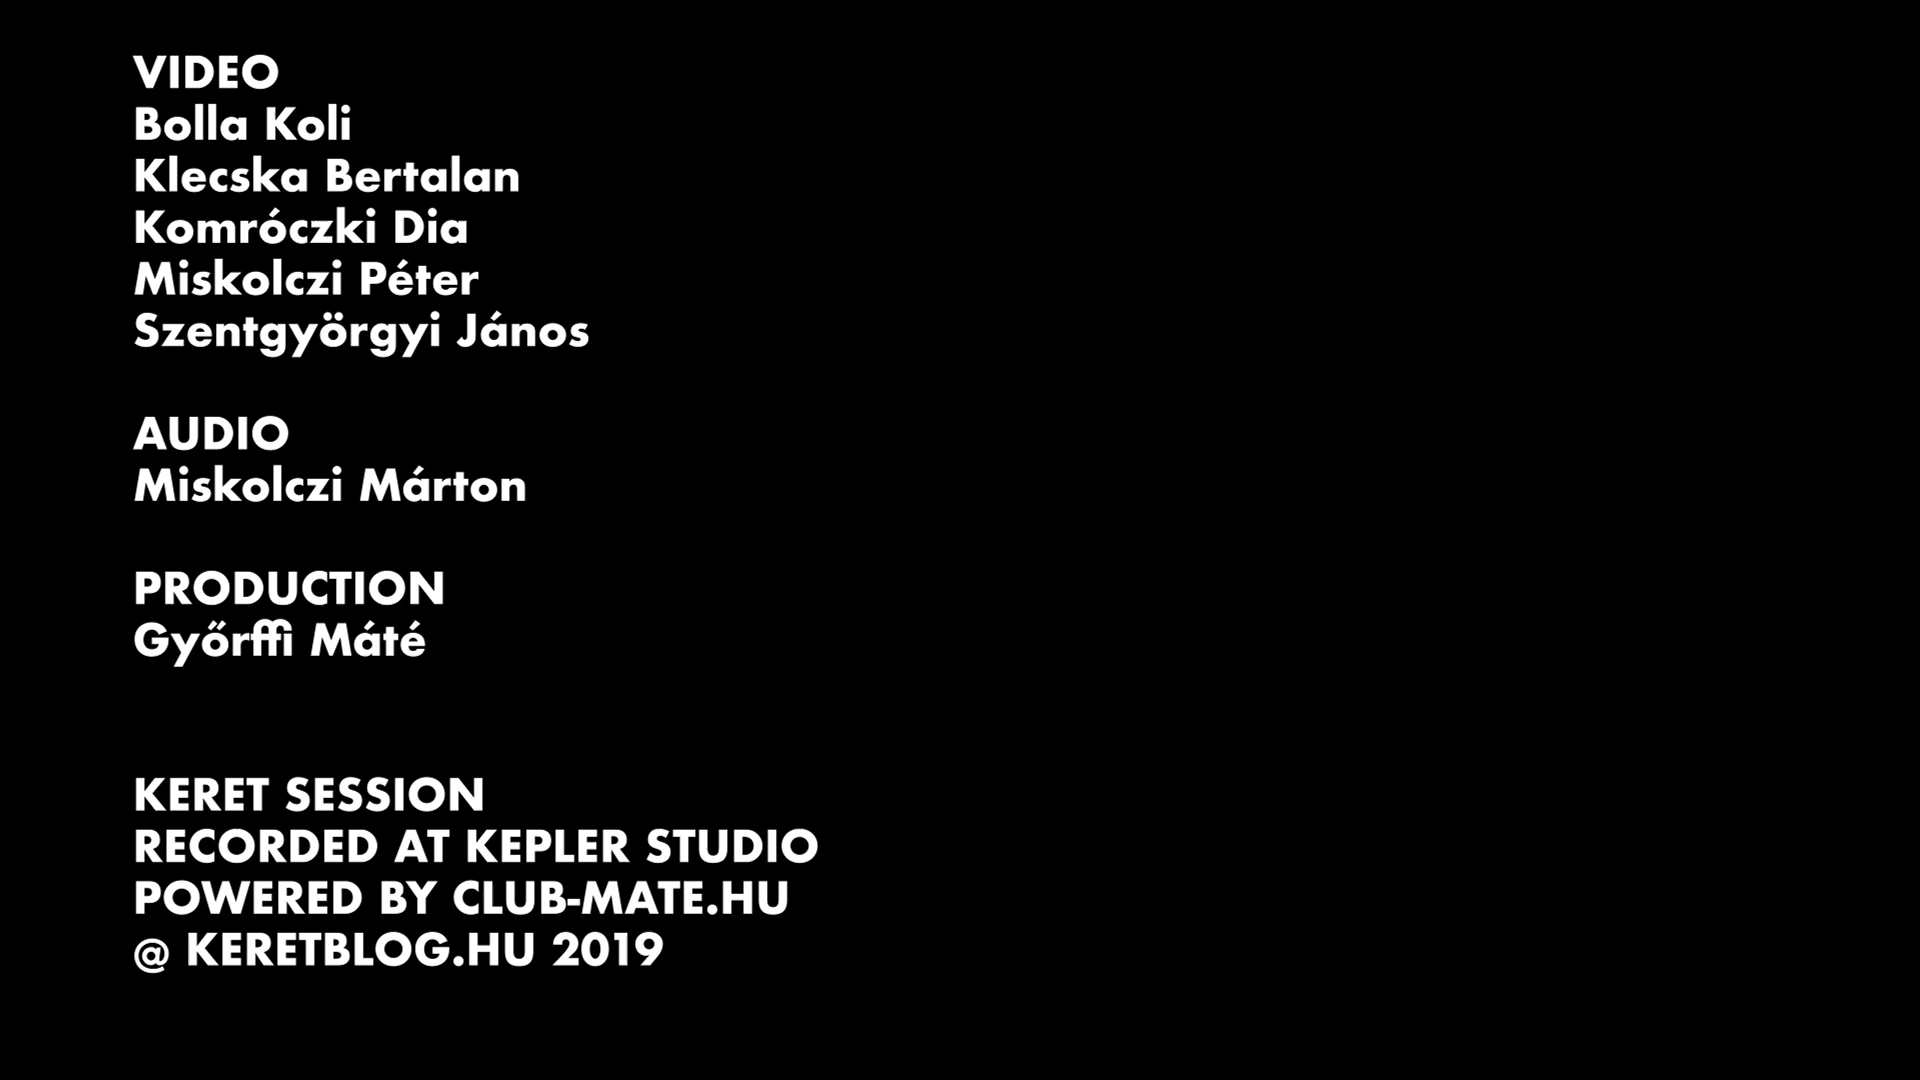 VIDEO
Bolla Koli
Klecska Bertalan
Komróczki Dia
Miskolczi Péter
Szentgyörgyi János
AUDIO
Miskolczi Márton
PRODUCTION
Győrffi Máté
KERET SESSION
RECORDED AT KEPLER STUDIO
POWERED BY CLUB-MATE.HU
@ KERETBLOG.HU 2019